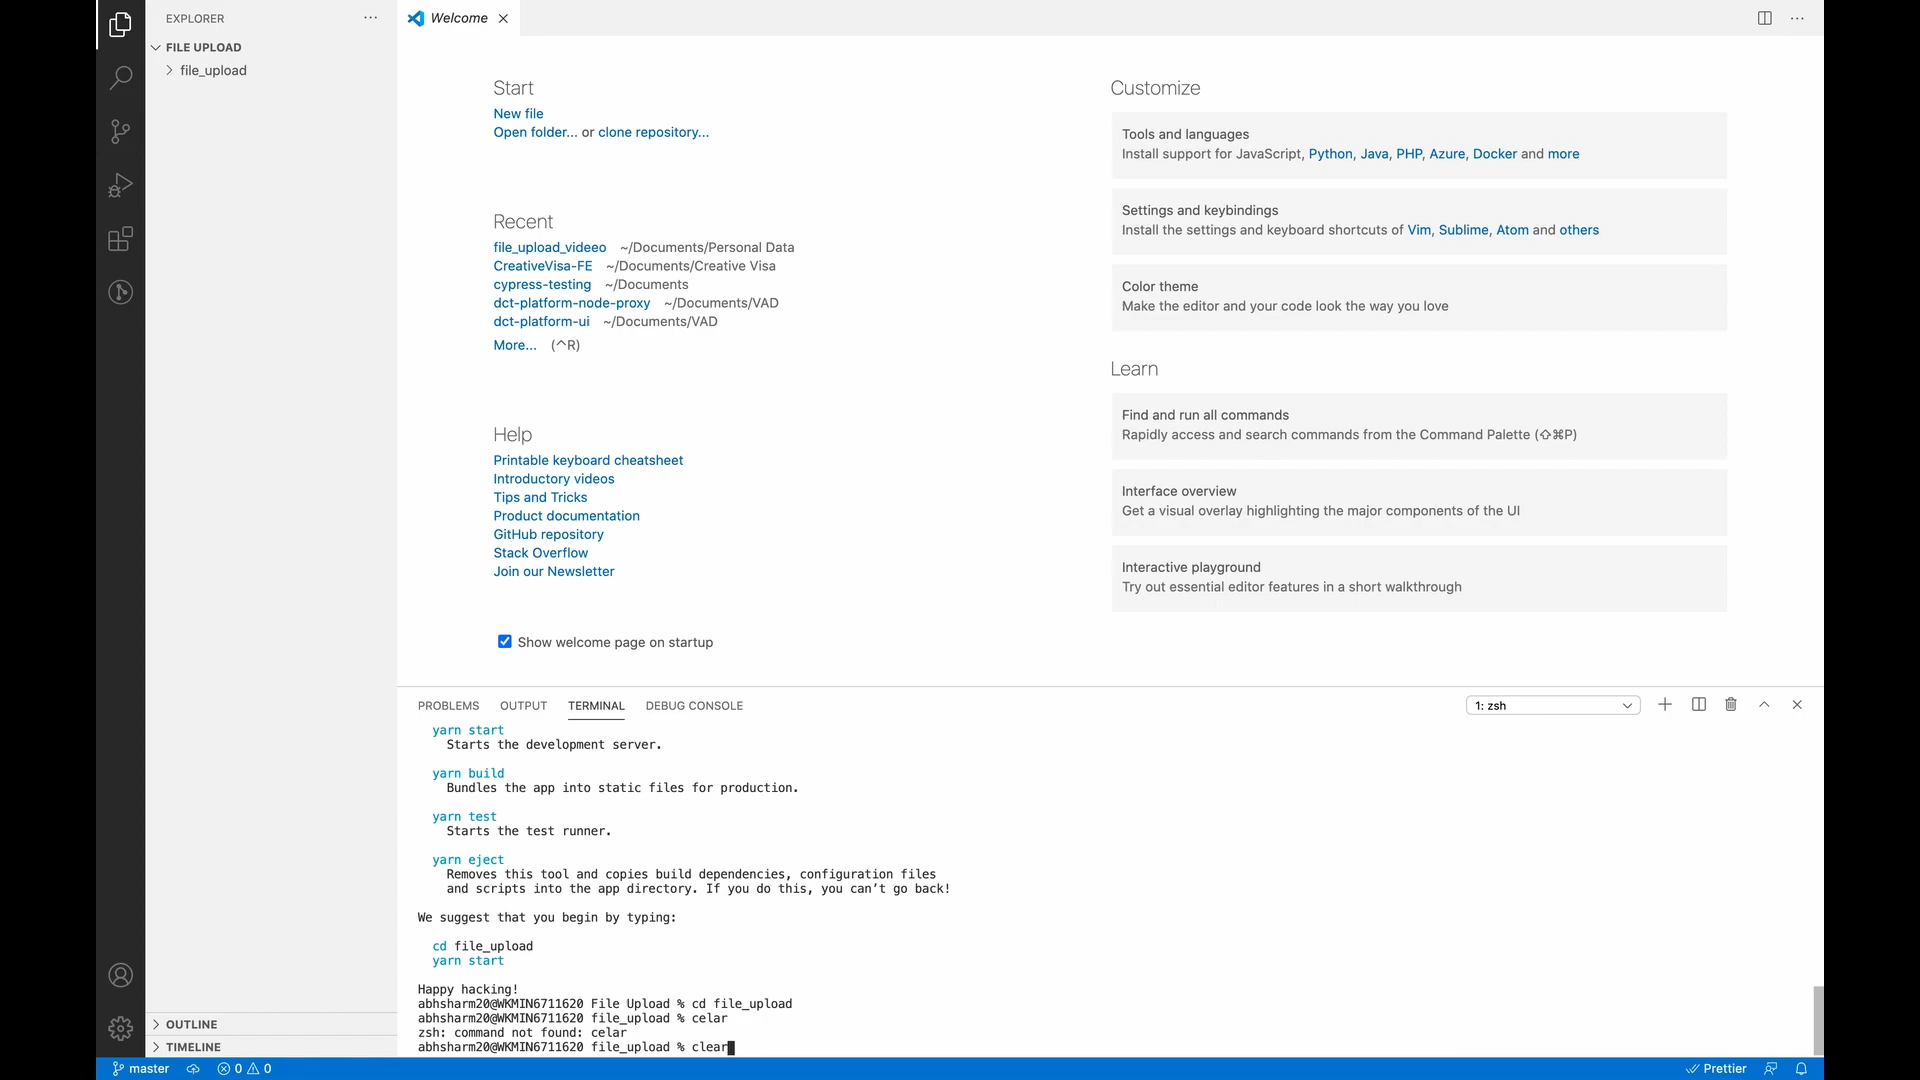 EXPLORER
FILE UPLOAD
file_upload
OUTLINE
TIMELINE
Welcome
Start
New file
Open folder... or clone repository...
Recent
file_upload_videeo ~/Documents/Personal Data
CreativeVisa-FE ~/Documents/Creative Visa
cypress-testing ~/Documents
dct-platform-node-proxy ~/Documents/VAD
dct-platform-ui ~/Documents/VAD
More... (^R)
Help
Printable keyboard cheatsheet
Introductory videos
Tips and Tricks
Product documentation
GitHub repository
Stack Overflow
Join our Newsletter
Show welcome page on startup
Customize
Tools and languages
Install support for JavaScript, Python, Java, PHP, Azure, Docker and more
Settings and keybindings
Install the settings and keyboard shortcuts of Vim, Sublime, Atom and others
Color theme
Make the editor and your code look the way you love
Learn
Find and run all commands
Rapidly access and search commands from the Command Palette (⇧⌘P)
Interface overview
Get a visual overlay highlighting the major components of the UI
Interactive playground
Try out essential editor features in a short walkthrough
PROBLEMS OUTPUT TERMINAL DEBUG CONSOLE 1: zsh
yarn start
Starts the development server.
yarn build
Bundles the app into static files for production.
yarn test
Starts the test runner.
yarn eject
Removes this tool and copies build dependencies, configuration files
and scripts into the app directory. If you do this, you can’t go back!
We suggest that you begin by typing:
cd file_upload
yarn start
Happy hacking!
abhsharm20@WKMIN6711620 File Upload % cd file_upload
abhsharm20@WKMIN6711620 file_upload % celar
zsh: command not found: celar
abhsharm20@WKMIN6711620 file_upload % clear
master 0 0 Prettier